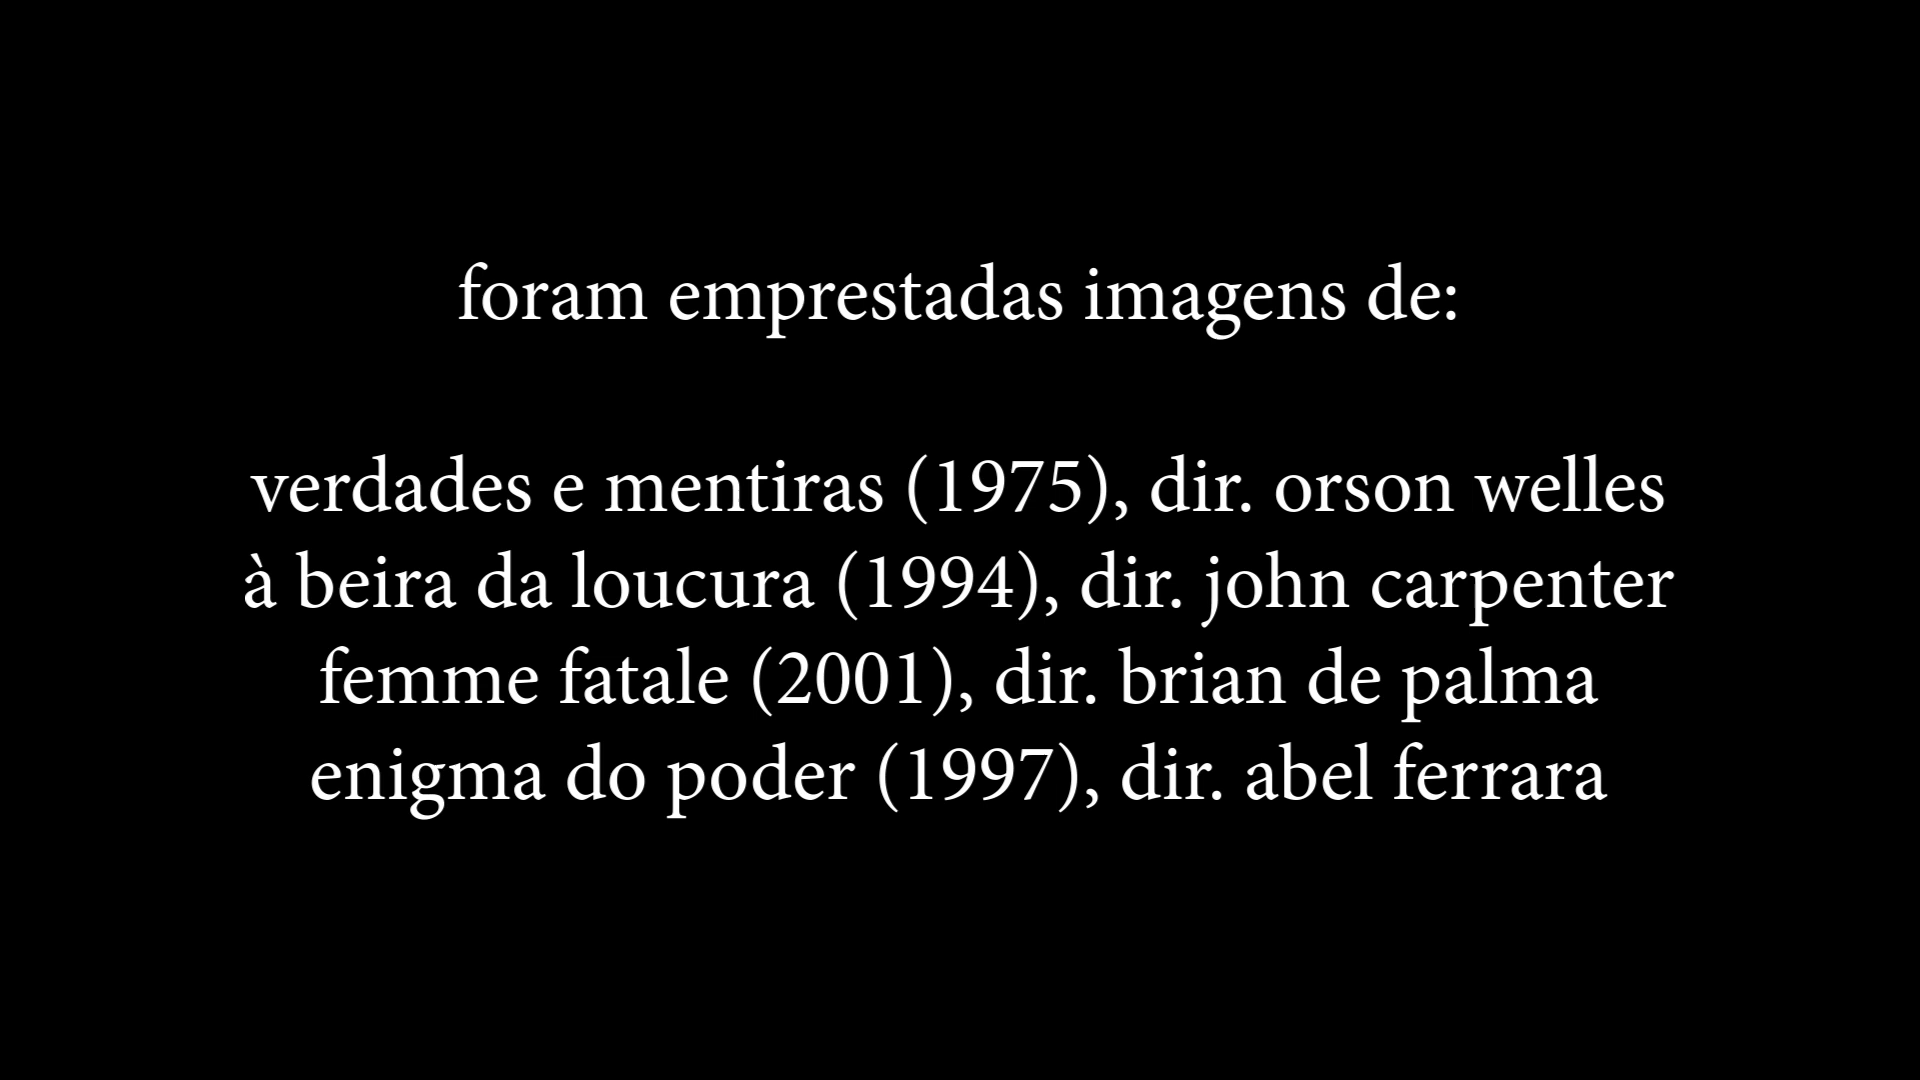 foram emprestadas imagens de:
verdades e mentiras (1975), dir. orson welles
à beira da loucura (1994), dir. john carpenter
femme fatale (2001), dir. brian de palma
enigma do poder (1997), dir. abel ferrara